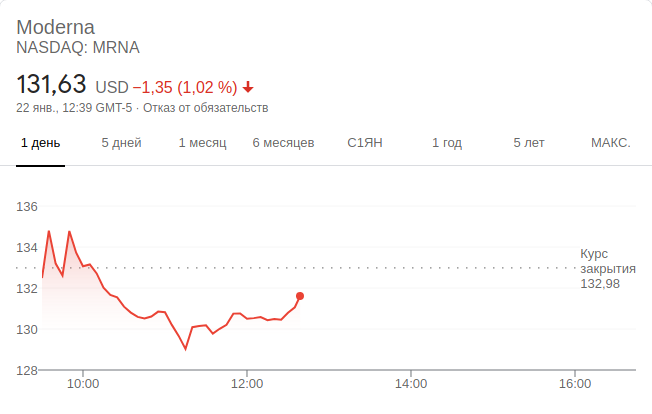 Moderna
NASDAQ: MRNA
131,63 USD −1,35 (1,02 %)
22 янв., 12:39 GMT-5 · Отказ от обязательств
1 день 5 дней 1 месяц 6 месяцев С1ЯН 1 год 5 лет МАКС.
136
134
132
130
128
Курс
закрытия
132,98
10:00 12:00 14:00 16:00